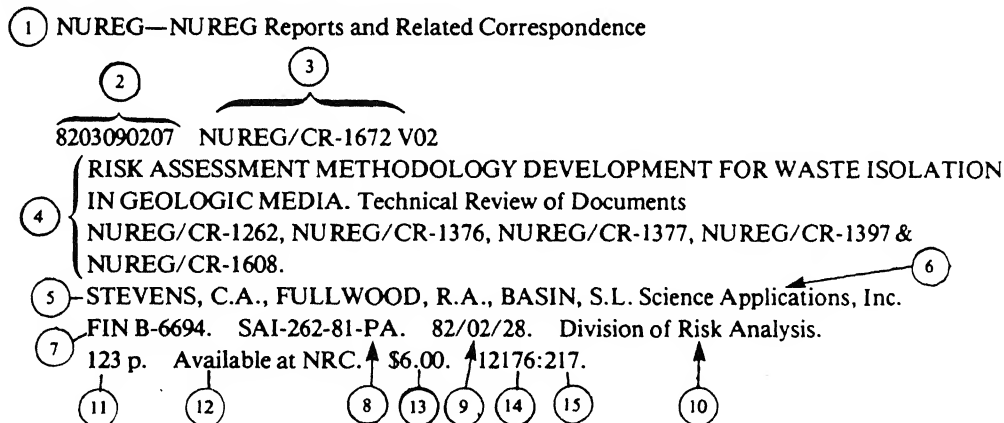 1 NUREG—NUREG Reports and Related Correspondence
2 3
8203090207 NUREG/CR-1672 V02
RISK ASSESSMENT METHODOLOGY DEVELOPMENT FOR WASTE ISOLATION
4 IN GEOLOGIC MEDIA. Technical Review of Documents
NUREG/CR-1262, NUREG/CR-1376, NUREG/CR-1377, NUREG/CR-1397 &
NUREG/CR-1608.
6
5 STEVENS, C.A., FULLWOOD, R.A., BASIN, S.L. Science Applications, Inc.
7 FIN B-6694. SAI-262-81-PA. 82/02/28. Division of Risk Analysis.
123 p. Available at NRC. $6.00. 12176:217.
11 12 8 13 9 14 15 10